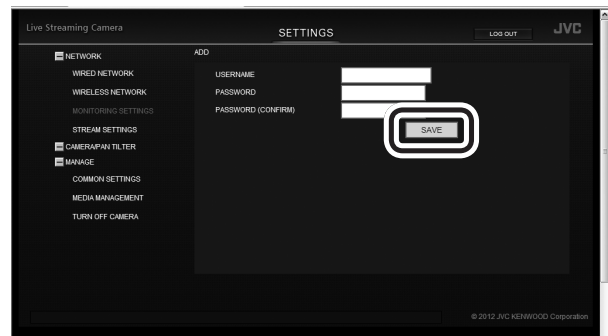 Live Streaming Camera
SETTINGS
LOG OUT
JVC
NETWORK
WIRED NETWORK
WIRELESS NETWORK
MONITORING SETTINGS
STREAM SETTINGS
CAMERA/PAN TILTER
MANAGE
COMMON SETTINGS
MEDIA MANAGEMENT
TURN OFF CAMERA
ADD
USERNAME
PASSWORD
PASSWORD (CONFIRM)
SAVE
© 2012 JVC KENWOOD Corporation